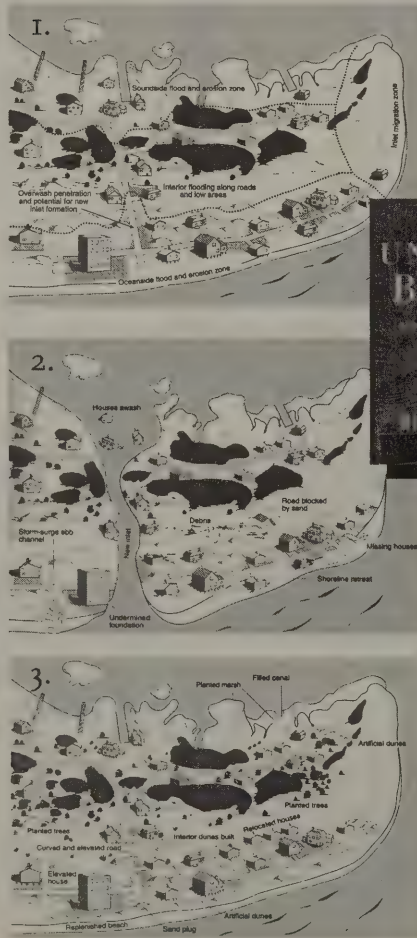 1.
Soundside flood and erosion zone
Inlet migration zone
Overwash penetration
and potential for new
inlet formation
Interior flooding along roads
and low areas
Oceanside flood and erosion zone
U
B
2.
Houses awash
Road blocked
by sand
Debris
Storm-surge ebb
channel
New inlet
Missing houses
Shoreline retreat
Undermined
foundation
3.
Filled canal
Planted marsh
Artificial dunes
Planted trees
Relocated houses
Planted trees
Interior dunes built
Curved and elevated road
Elevated
house
Artificial dunes
Replenished beach
Sand plug